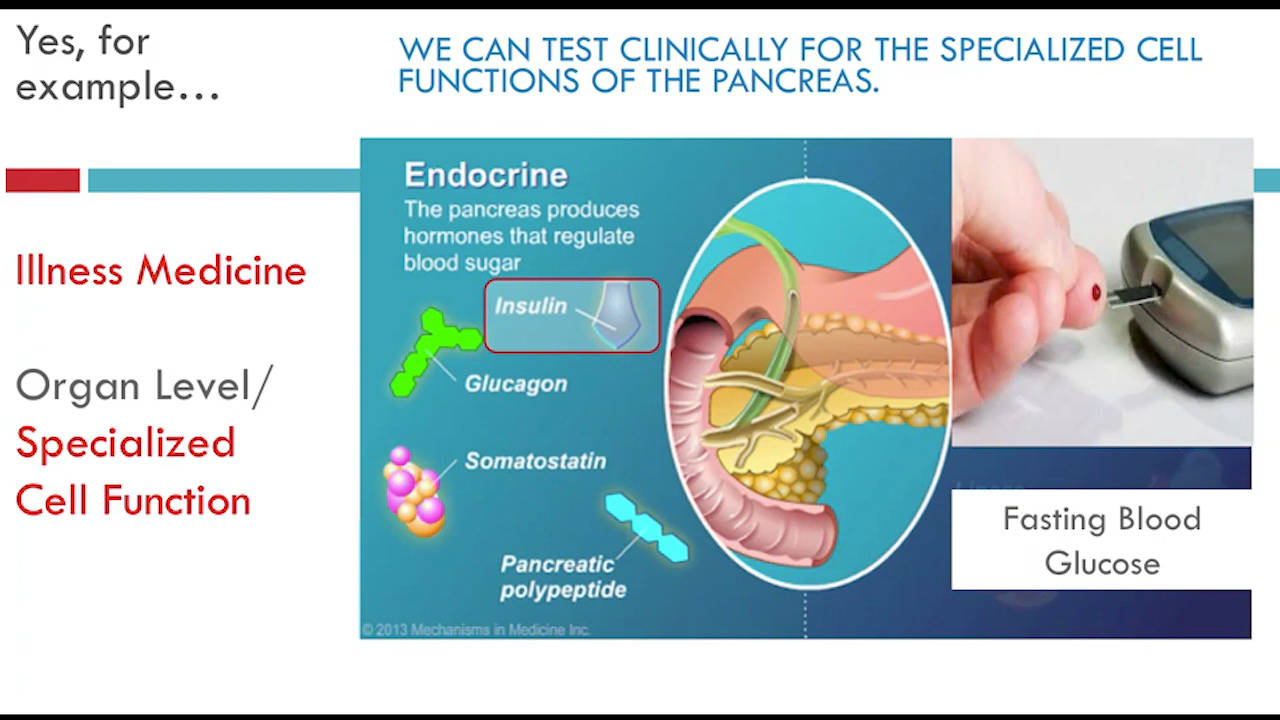 Yes, for
example…
WE CAN TEST CLINICALLY FOR THE SPECIALIZED CELL
FUNCTIONS OF THE PANCREAS.
Illness Medicine
Organ Level/
Specialized
Cell Function
Endocrine
The pancreas produces
hormones that regulate
blood sugar
Insulin
Glucagon
Somatostatin
Pancreatic
polypeptide
© 2013 Mechanisms in Medicine Inc.
Fasting Blood
Glucose